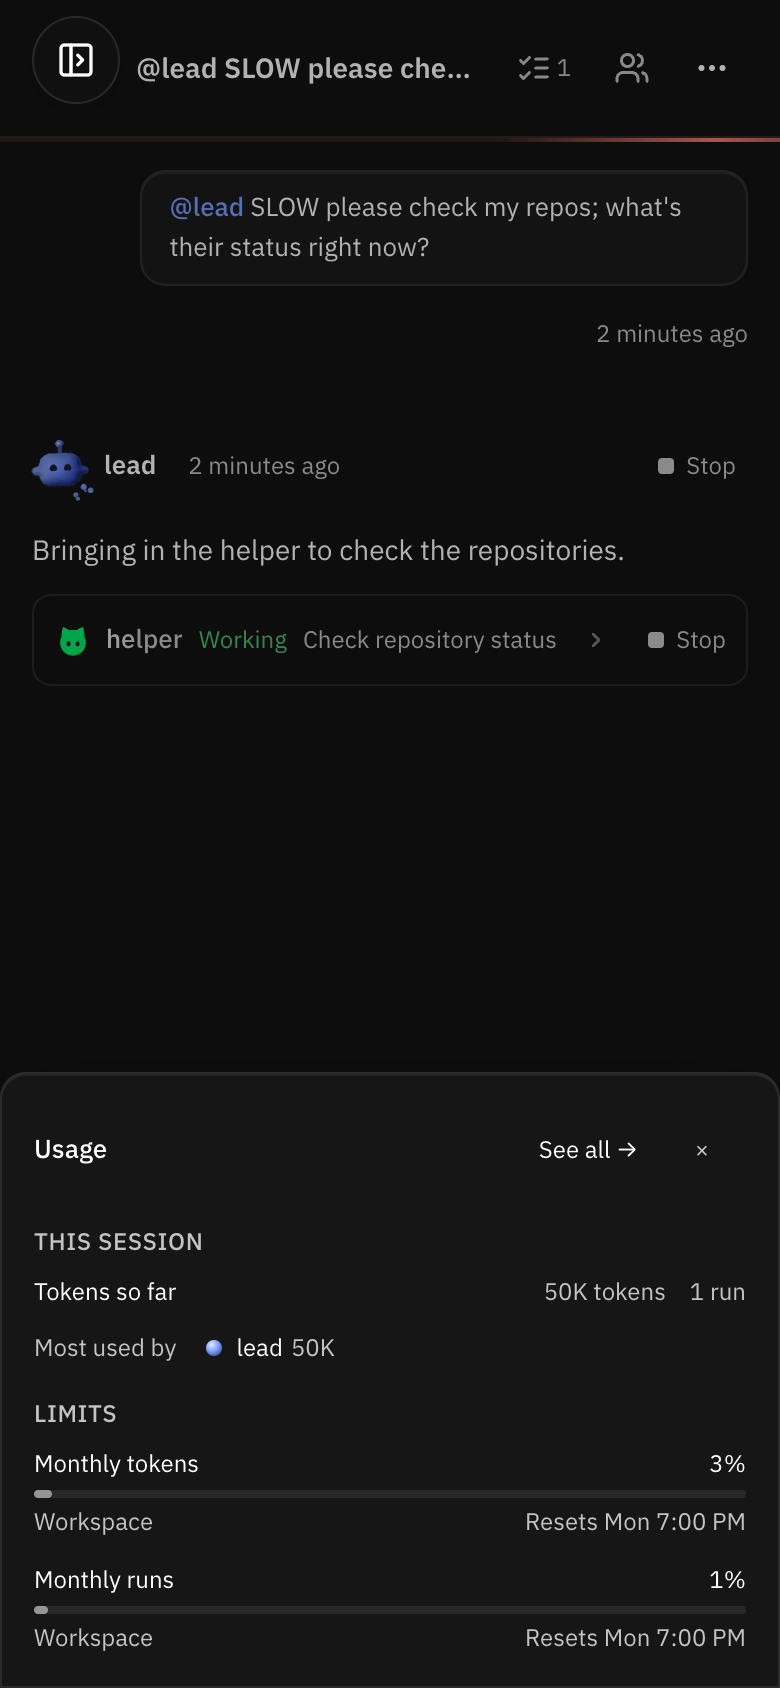 @lead SLOW please che...
1
@lead SLOW please check my repos; what's
their status right now?
2 minutes ago
lead 2 minutes ago Stop
Bringing in the helper to check the repositories.
helper Working Check repository status Stop
Usage See all →
THIS SESSION
Tokens so far 50K tokens 1 run
Most used by lead 50K
LIMITS
Monthly tokens 3%
Workspace Resets Mon 7:00 PM
Monthly runs 1%
Workspace Resets Mon 7:00 PM